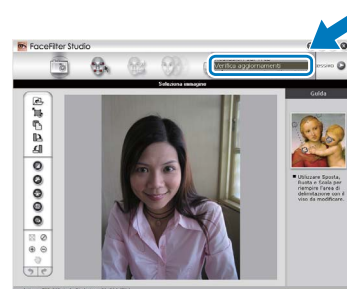 FaceFilter Studio
Verifica aggiornamenti
Seleziona immagine
Guida
Utilizzare Sposta,
Ruota e Scala per
riempire l'area di
delimitazione con il
viso da modificare.